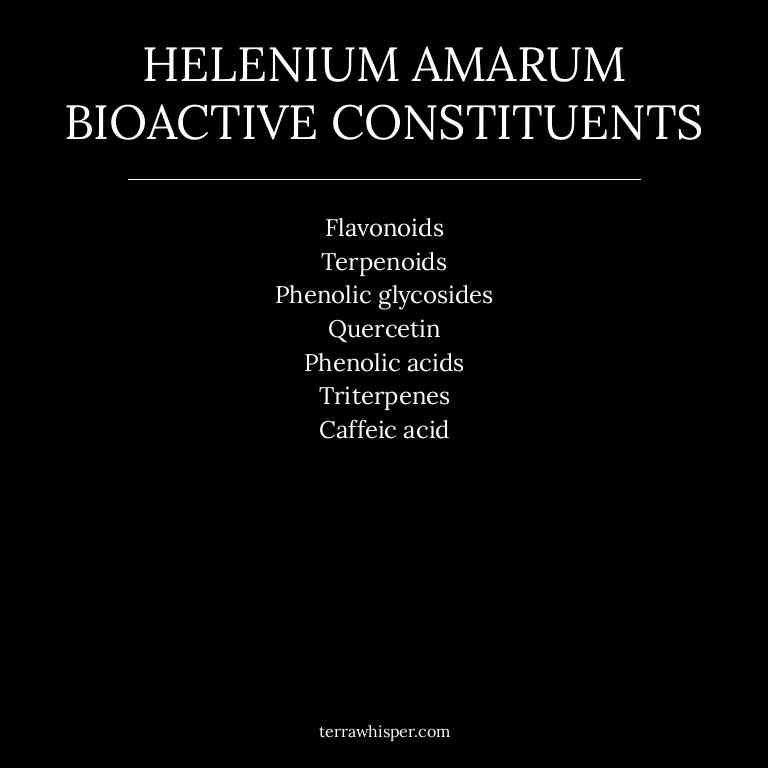 HELENIUM AMARUM
BIOACTIVE CONSTITUENTS
Flavonoids
Terpenoids
Phenolic glycosides
Quercetin
Phenolic acids
Triterpenes
Caffeic acid
terrawhisper.com